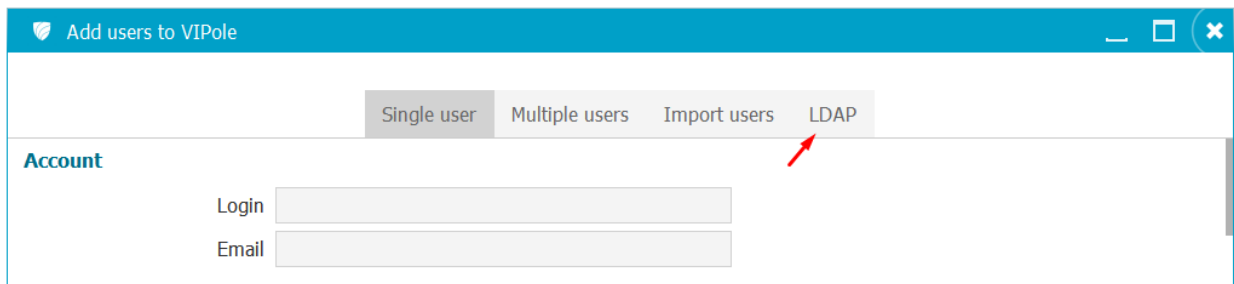 Add users to VIPole
Single user Multiple users Import users LDAP
Account
Login
Email